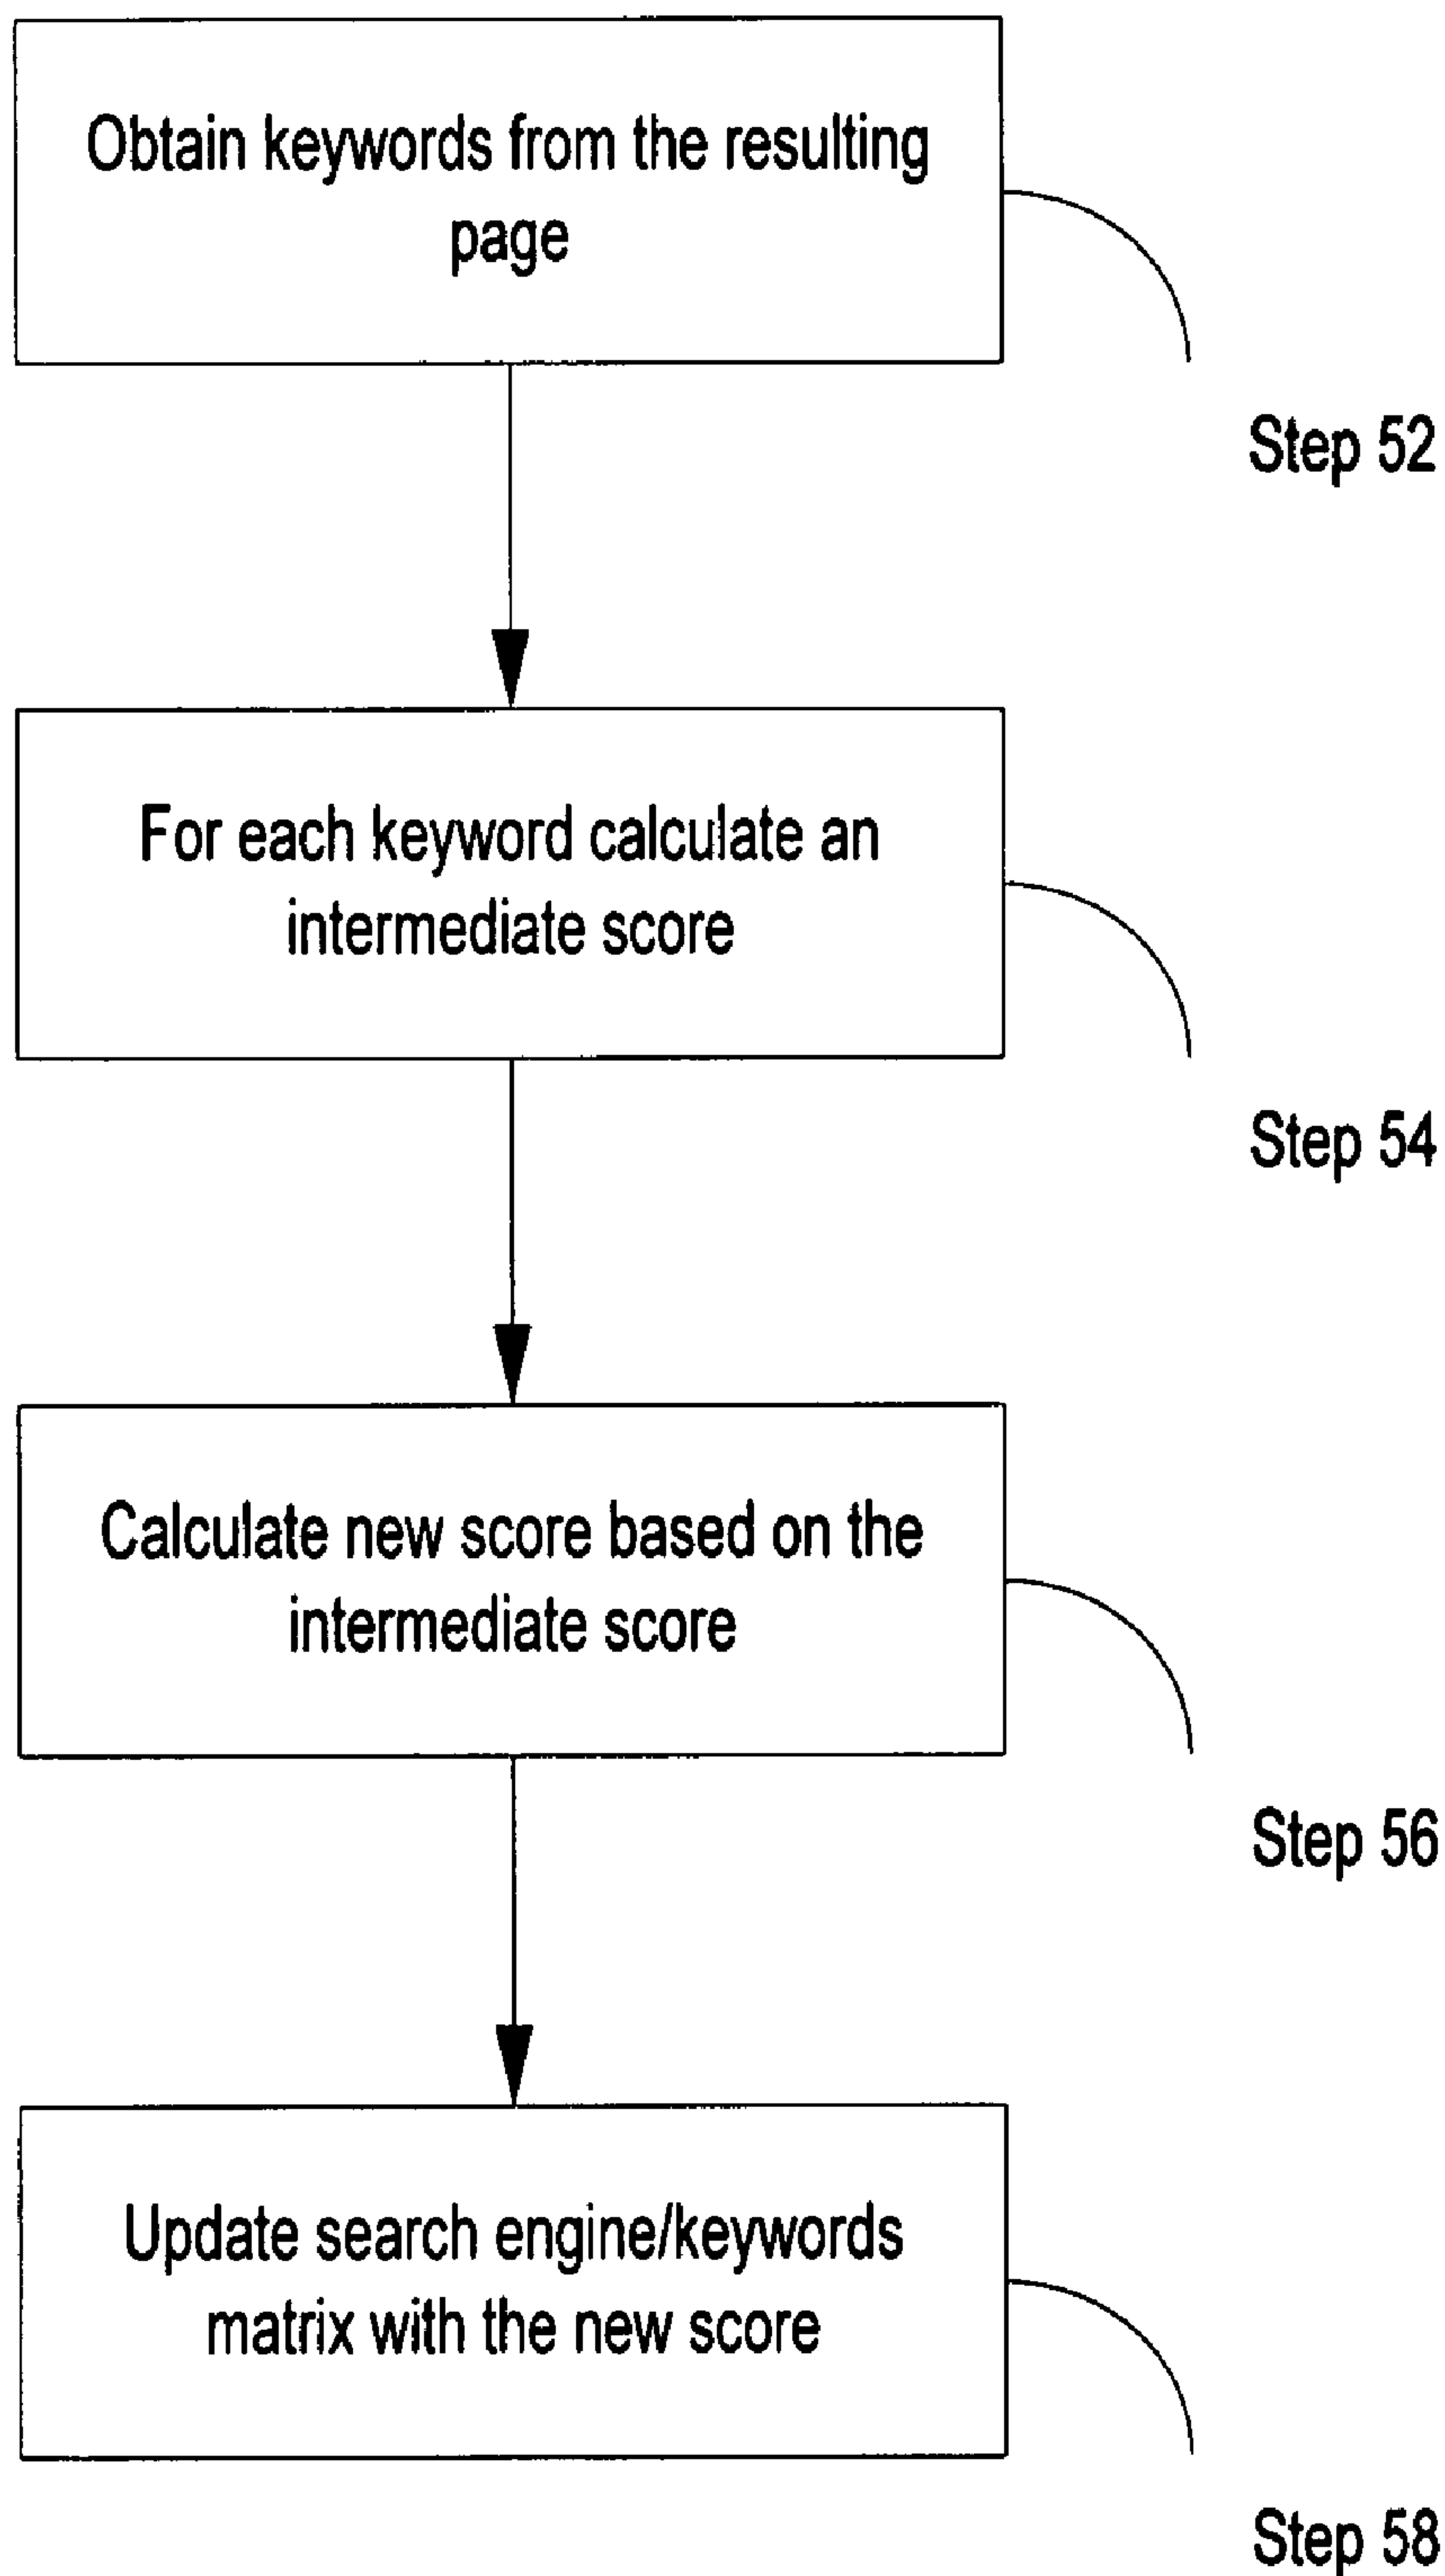 Obtain keywords from the resulting
page
Step 52
For each keyword calculate an
intermediate score
Step 54
Calculate new score based on the
intermediate score
Step 56
Update search engine/keywords
matrix with the new score
Step 58